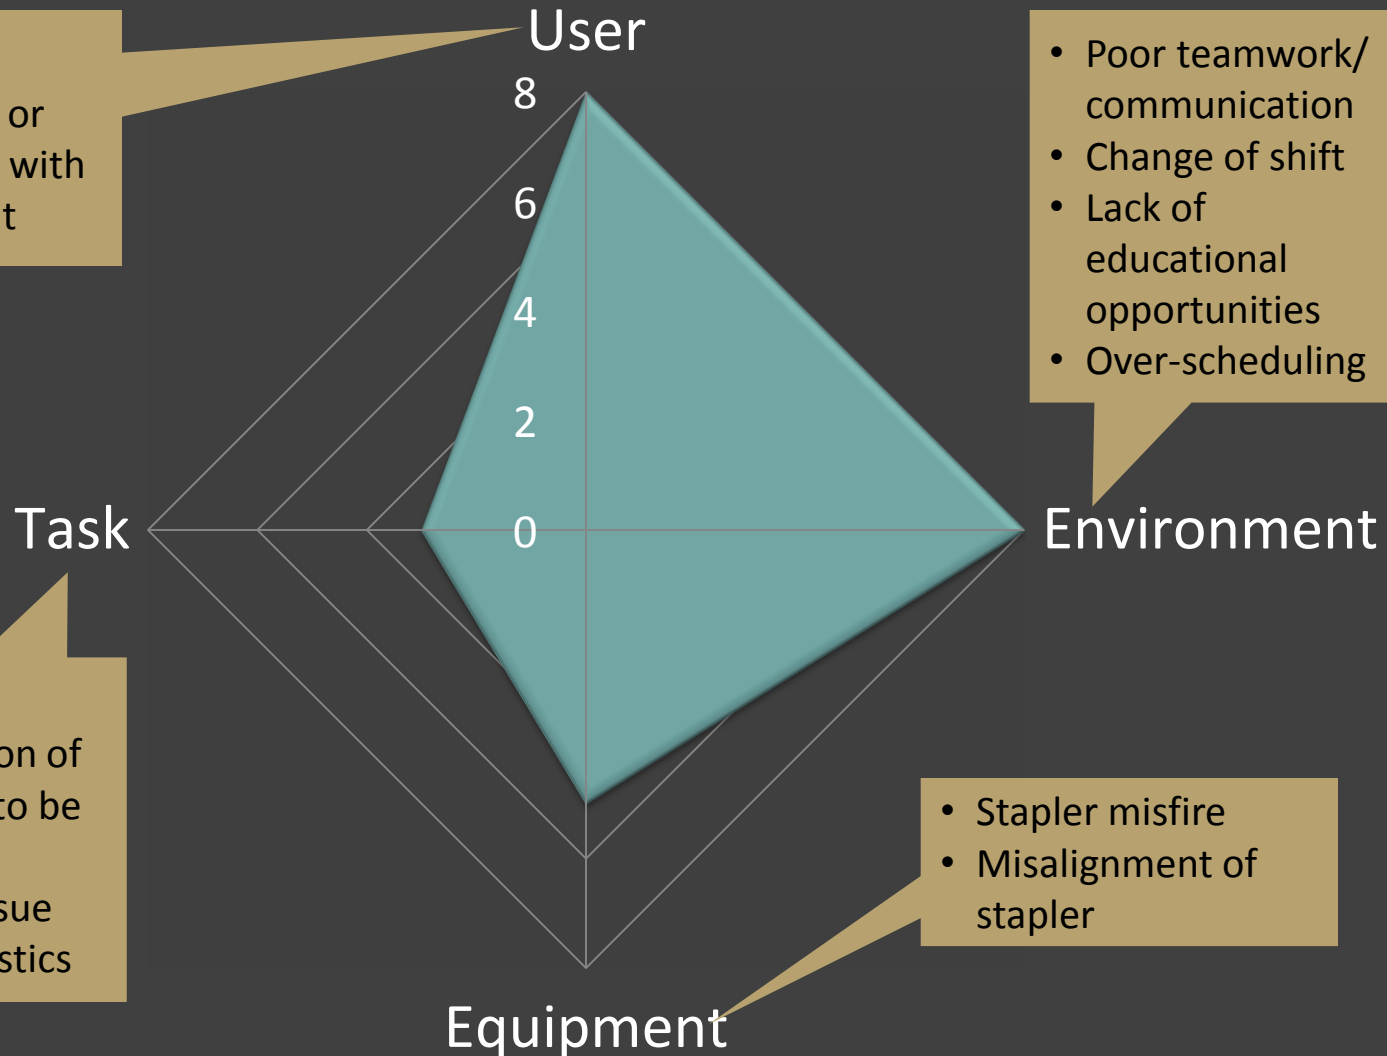 User
or
with
t
8
6
4
2
0
• Poor teamwork/
communication
• Change of shift
• Lack of
educational
opportunities
• Over-scheduling
Task
Environment
on of
to be
sue
stics
• Stapler misfire
• Misalignment of
stapler
Equipment